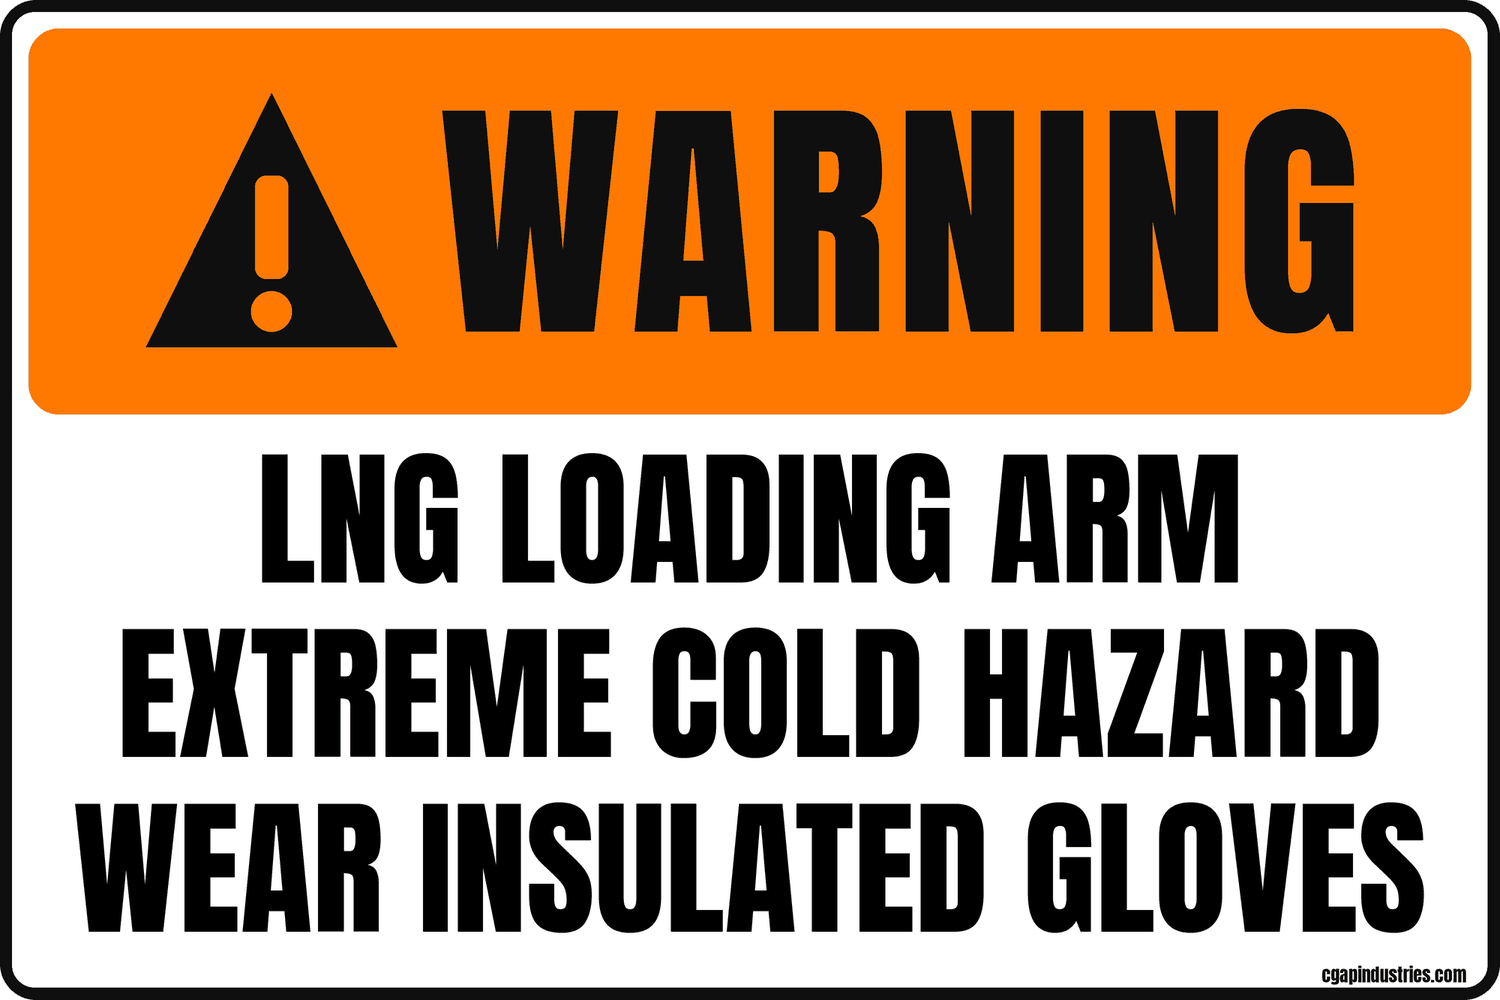 WARNING
LNG LOADING ARM
EXTREME COLD HAZARD
WEAR INSULATED GLOVES
cgapindustries.com